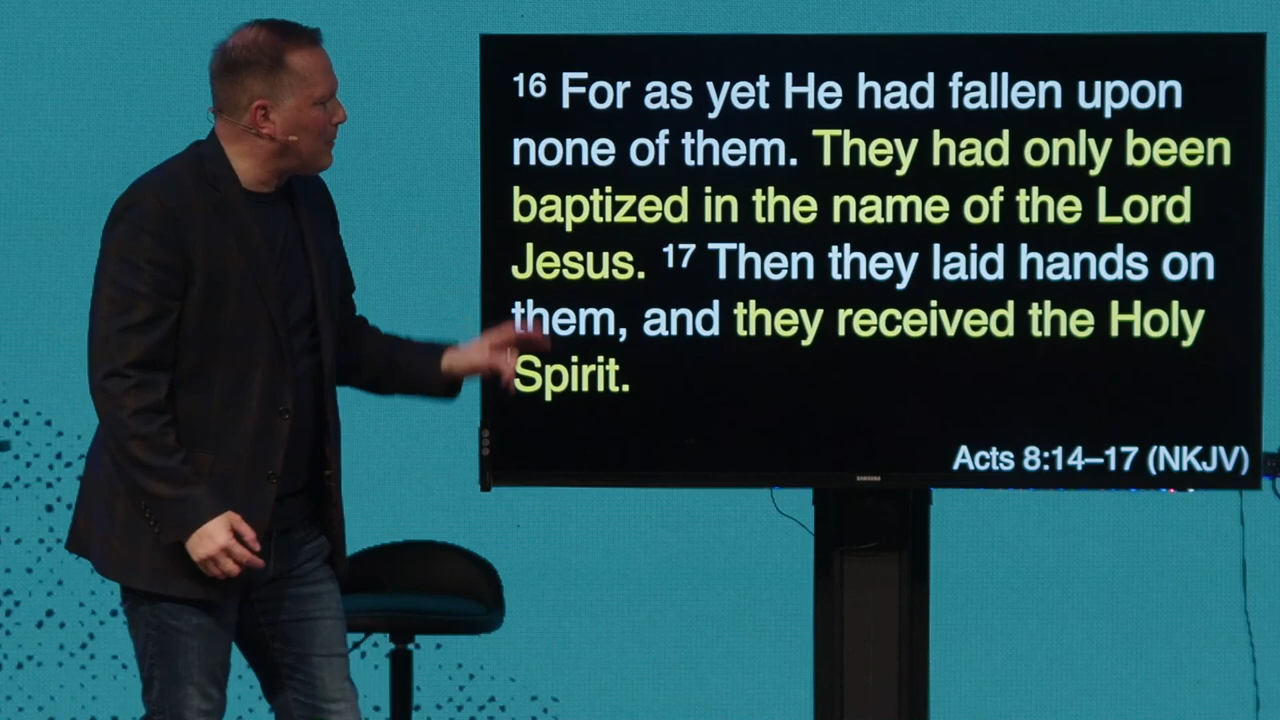 16 For as yet He had fallen upon
none of them. They had only been
baptized in the name of the Lord
Jesus. 17 Then they laid hands on
them, and they received the Holy
Spirit.
Acts 8:14–17 (NKJV)
SAMSUNG